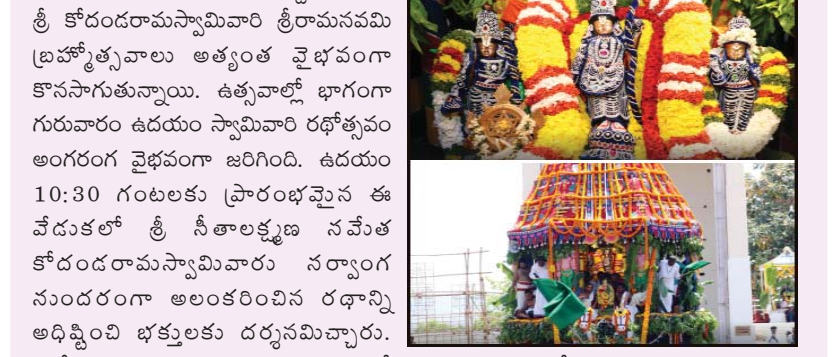 శ్రీ కోదండరామస్వామివారి శ్రీరామనవమి
బ్రహ్మోత్సవాలు అత్యంత వైభవంగా
కొనసాగుతున్నాయి. ఉత్సవాల్లో భాగంగా
గురువారం ఉదయం స్వామివారి రథోత్సవం
అంగరంగ వైభవంగా జరిగింది. ఉదయం
10:30 గంటలకు ప్రారంభమైన ఈ
వేడుకలో శ్రీ సీతాలక్ష్మణ సమేత
కోదండరామస్వామివారు సర్వాంగ
సుందరంగా అలంకరించిన రథాన్ని
అధిష్టించి భక్తులకు దర్శనమిచ్చారు.